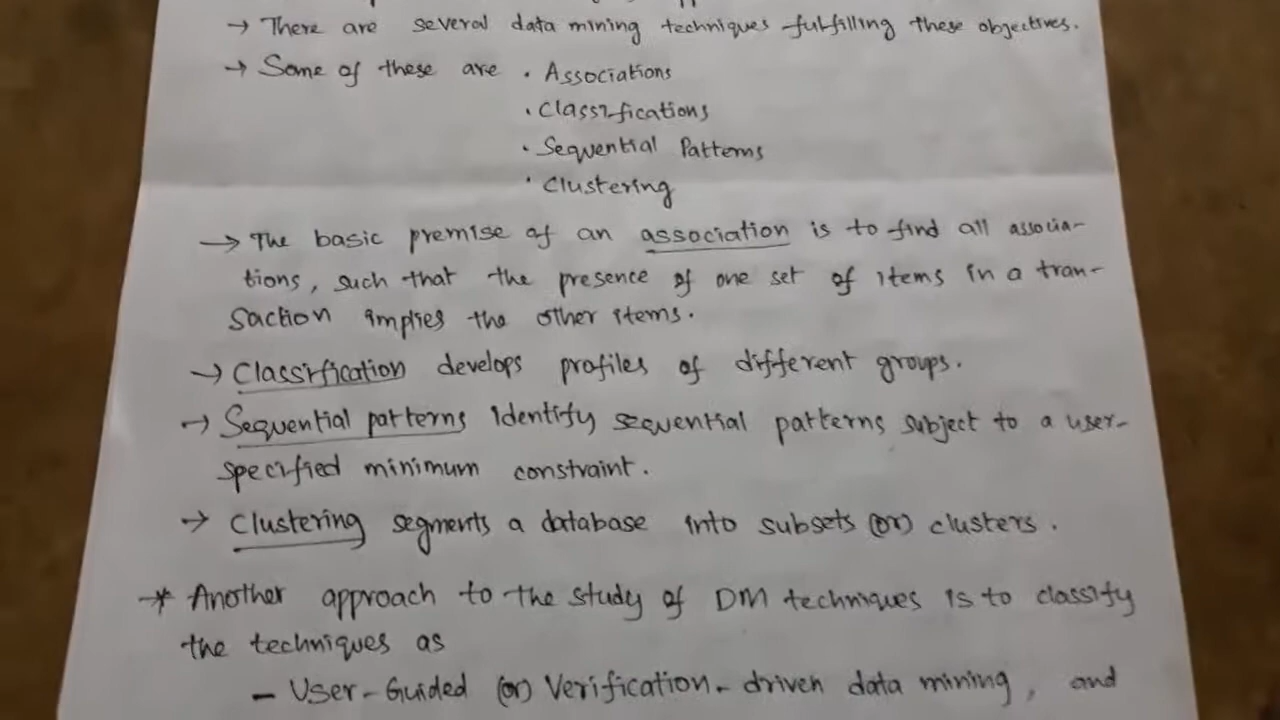 → There are several data mining techniques fulfilling these objectives.
→ Some of these are • Associations
• Classifications
• Sequential Patterns
• Clustering
→ The basic premise of an association is to find all associa-
tions, such that the presence of one set of items in a tran-
saction implies the other items.
→ Classification develops profiles of different groups.
→ Sequential patterns identify sequential patterns subject to a user-
specified minimum constraint.
→ Clustering segments a database into subsets (or) clusters.
* Another approach to the study of DM techniques is to classify
the techniques as
– User-Guided (or) Verification-driven data mining, and